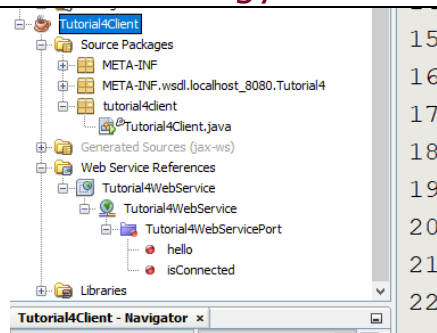 Tutorial4Client
Source Packages
META-INF
META-INF.wsdl.localhost_8080.Tutorial4
tutorial4client
Tutorial4Client.java
Generated Sources (jax-ws)
Web Service References
Tutorial4WebService
Tutorial4WebService
Tutorial4WebServicePort
hello
isConnected
Libraries
Tutorial4Client - Navigator ×
15
16
17
18
19
20
21
22